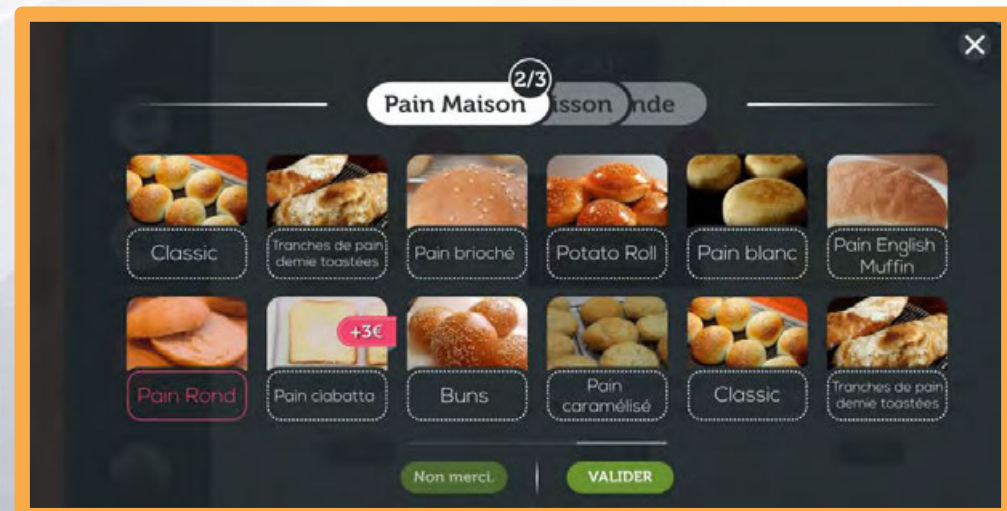 2/3
Pain Maison isson nde
Classic
Tranches de pain
demie toastées
Pain brioché
Potato Roll
Pain blanc
Pain English
Muffin
Pain Rond
+3€
Pain ciabatta
Buns
Pain
caramélisé
Classic
Tranches de pain
demie toastées
Non merci.
VALIDER